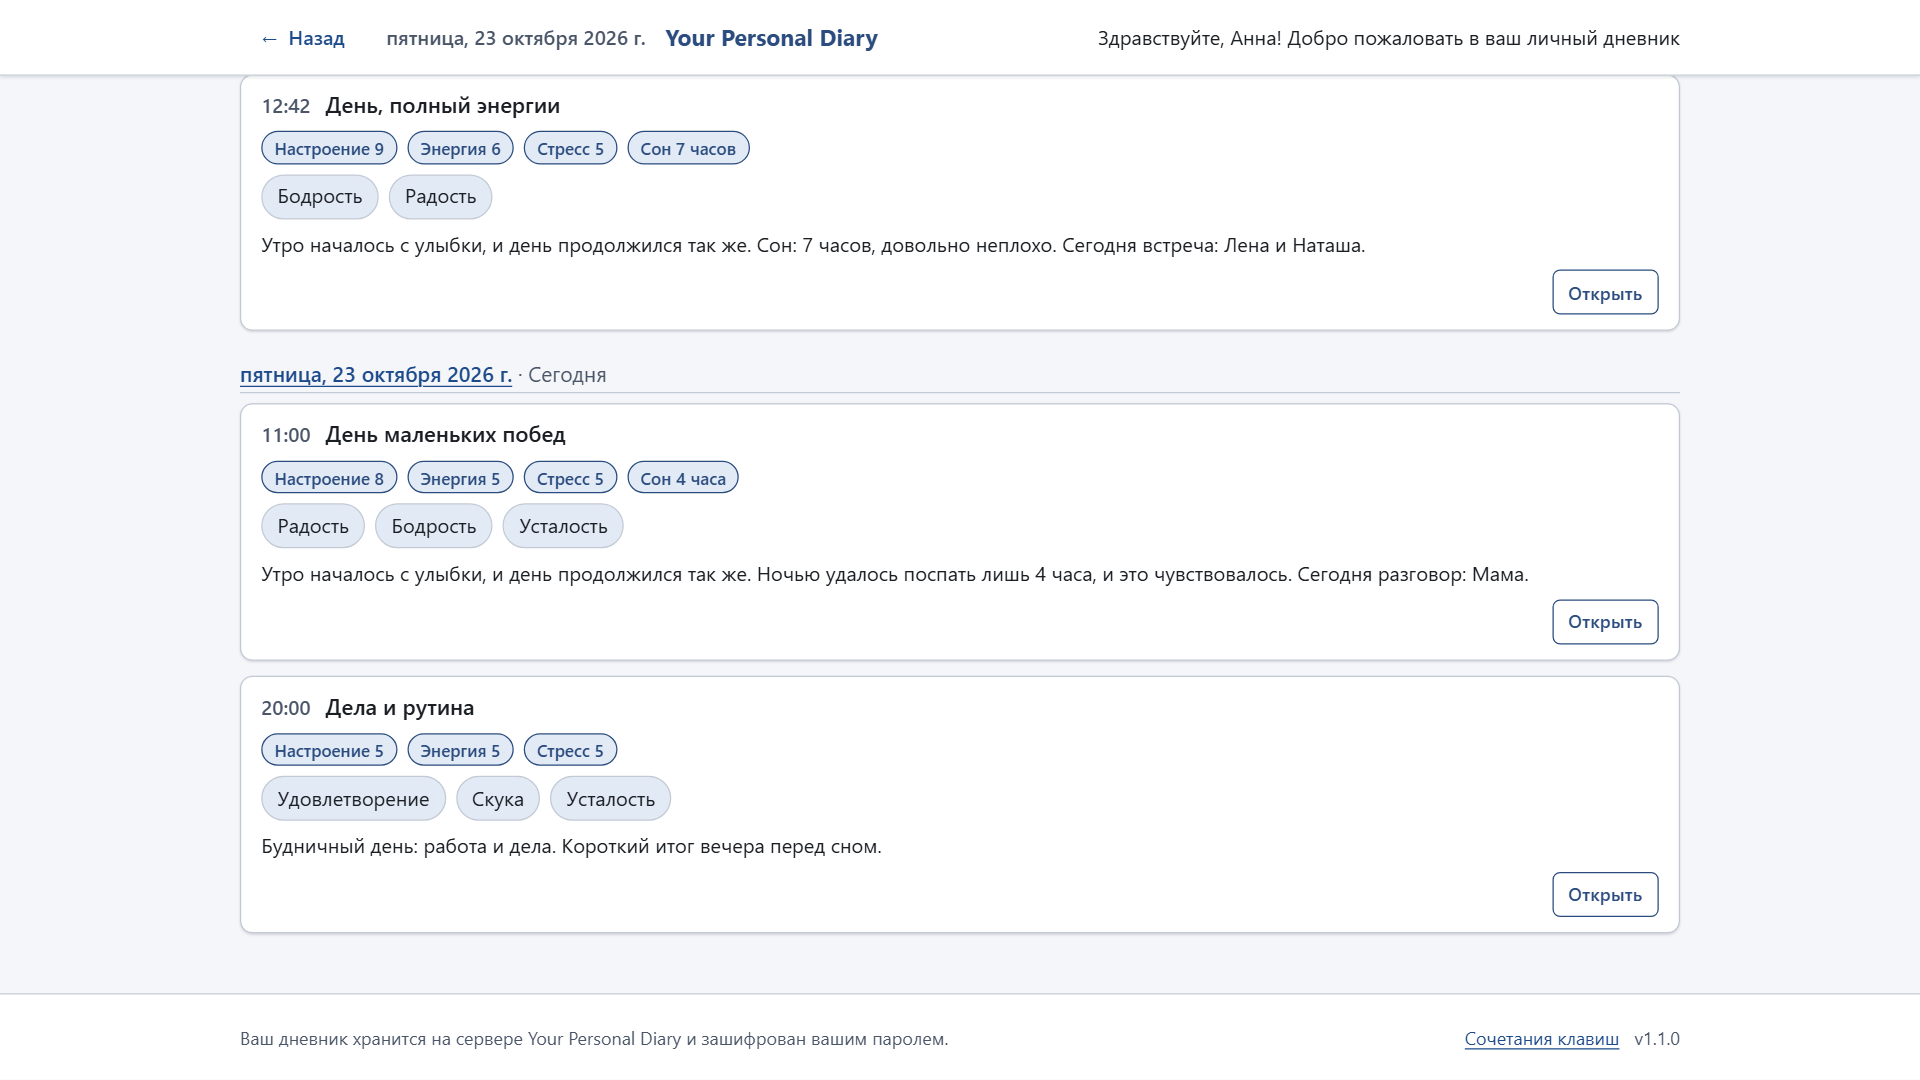 ← Назад пятница, 23 октября 2026 г. Your Personal Diary Здравствуйте, Анна! Добро пожаловать в ваш личный дневник
12:42 День, полный энергии
Настроение 9 Энергия 6 Стресс 5 Сон 7 часов
Бодрость Радость
Утро началось с улыбки, и день продолжился так же. Сон: 7 часов, довольно неплохо. Сегодня встреча: Лена и Наташа.
Открыть
пятница, 23 октября 2026 г. · Сегодня
11:00 День маленьких побед
Настроение 8 Энергия 5 Стресс 5 Сон 4 часа
Радость Бодрость Усталость
Утро началось с улыбки, и день продолжился так же. Ночью удалось поспать лишь 4 часа, и это чувствовалось. Сегодня разговор: Мама.
Открыть
20:00 Дела и рутина
Настроение 5 Энергия 5 Стресс 5
Удовлетворение Скука Усталость
Будничный день: работа и дела. Короткий итог вечера перед сном.
Открыть
Ваш дневник хранится на сервере Your Personal Diary и зашифрован вашим паролем. Сочетания клавиш v1.1.0